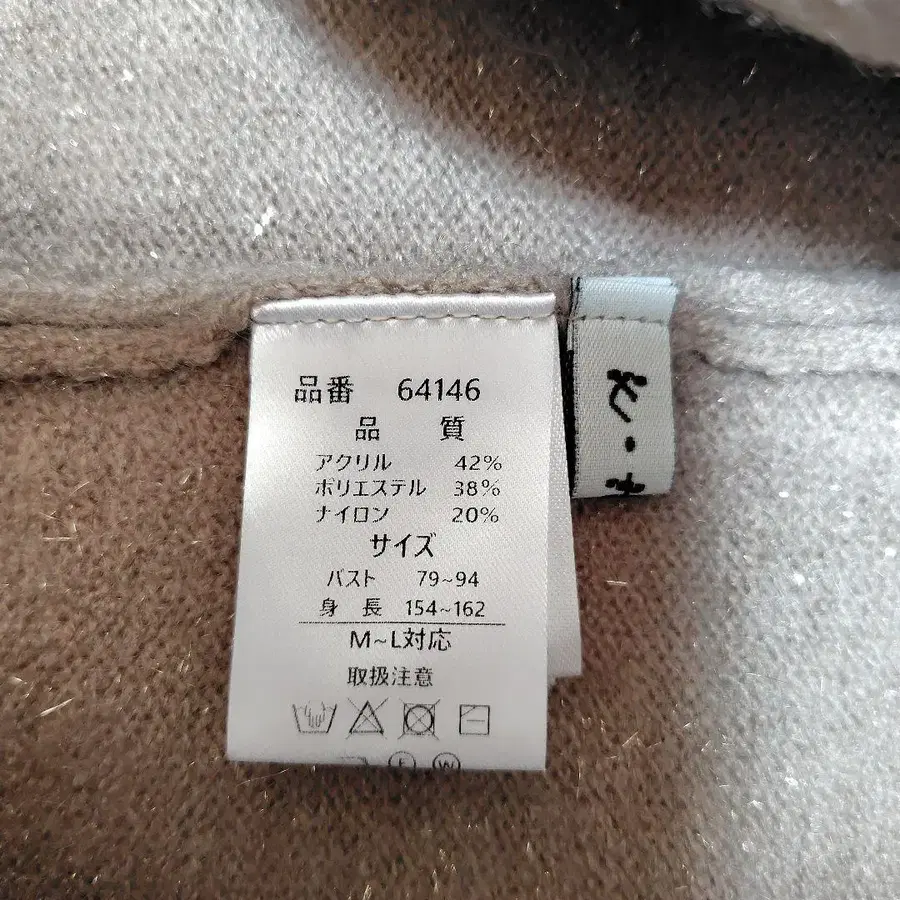 品番 64146
品 質
アクリル 42%
ポリエステル 38%
ナイロン 20%
サイズ
バスト 79~94
身 長 154~162
M~L対応
取扱注意
F W